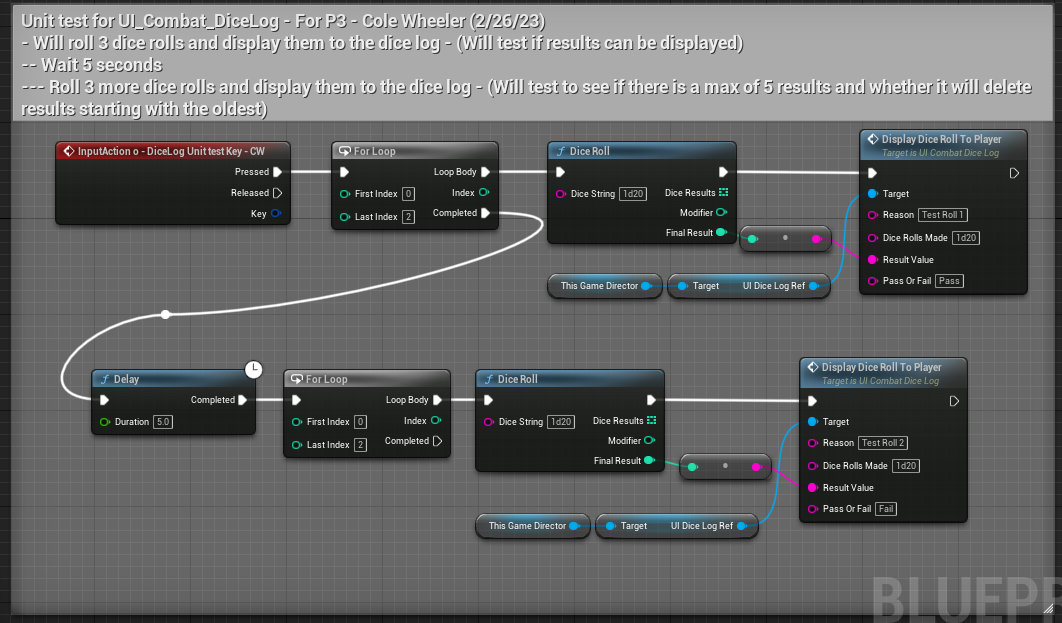 Unit test for UI_Combat_DiceLog - For P3 - Cole Wheeler (2/26/23)
- Will roll 3 dice rolls and display them to the dice log - (Will test if results can be displayed)
-- Wait 5 seconds
--- Roll 3 more dice rolls and display them to the dice log - (Will test to see if there is a max of 5 results and whether it will delete
results starting with the oldest)
InputAction o - DiceLog Unit test Key - CW
Pressed
Released
Key
For Loop
Loop Body
First Index 0
Index
Last Index 2
Completed
Dice Roll
Dice String 1d20
Dice Results
Modifier
Final Result
Display Dice Roll To Player
Target is UI Combat Dice Log
Target
Reason Test Roll 1
Dice Rolls Made 1d20
Result Value
Pass Or Fail Pass
This Game Director
Target UI Dice Log Ref
Delay
Completed
Duration 5.0
For Loop
Loop Body
First Index 0
Index
Last Index 2
Completed
Dice Roll
Dice String 1d20
Dice Results
Modifier
Final Result
Display Dice Roll To Player
Target is UI Combat Dice Log
Target
Reason Test Roll 2
Dice Rolls Made 1d20
Result Value
Pass Or Fail Fail
This Game Director
Target UI Dice Log Ref
BLUEPR